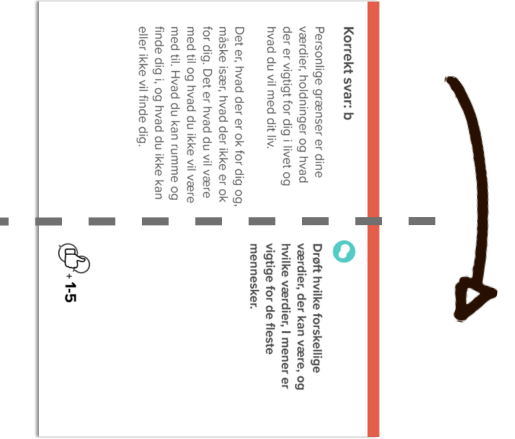 Korrekt svar: b
Personlige grænser er dine
værdier, holdninger og hvad
der er vigtigt for dig i livet og
hvad du vil med dit liv.
Det er, hvad der er ok for dig og,
måske især, hvad der ikke er ok
for dig. Det er hvad du vil være
med til og hvad du ikke vil være
med til. Hvad du kan rumme og
finde dig i, og hvad du ikke kan
eller ikke vil finde dig.
Drøft hvilke forskellige
værdier, der kan være, og
hvilke værdier, I mener er
vigtige for de fleste
mennesker.
+ 1-5